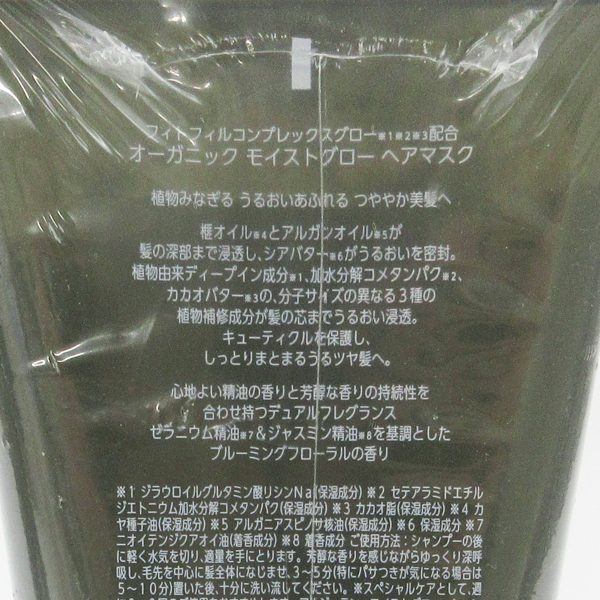 フィトフィルコンプレックスグロー※1※2※3配合
オーガニック モイストグロー ヘアマスク
植物みなぎる うるおいあふれる つややか美髪へ
榧オイル※4とアルガンオイル※5が
髪の深部まで浸透し、シアバター※6がうるおいを密封。
植物由来ディープイン成分※1、加水分解コメタンパク※2、
カカオバター※3の、分子サイズの異なる3種の
植物補修成分が髪の芯までうるおい浸透。
キューティクルを保護し、
しっとりまとまるうるツヤ髪へ。
心地よい精油の香りと芳醇な香りの持続性を
合わせ持つデュアルフレグランス
ゼラニウム精油※7&ジャスミン精油※8を基調とした
ブルーミングフローラルの香り
※1 ジラウロイルグルタミン酸リシンNa(保湿成分) ※2 セテアラミドエチル
ジエトニウム加水分解コメタンパク(保湿成分) ※3 カカオ脂(保湿成分) ※4 カ
ヤ種子油(保湿成分) ※5 アルガニアスピノサ核油(保湿成分) ※6 保湿成分 ※7
ニオイテンジクアオイ油(着香成分) ※8 着香成分 ご使用方法:シャンプーの後
に軽く水気を切り、適量を手にとります。芳醇な香りを感じながらゆっくり深呼
吸し、毛先を中心に髪全体になじませ、3~5分(特にパサつきが気になる場合は
5~10分)置いた後、十分に洗い流してください。※スペシャルケアとして、週